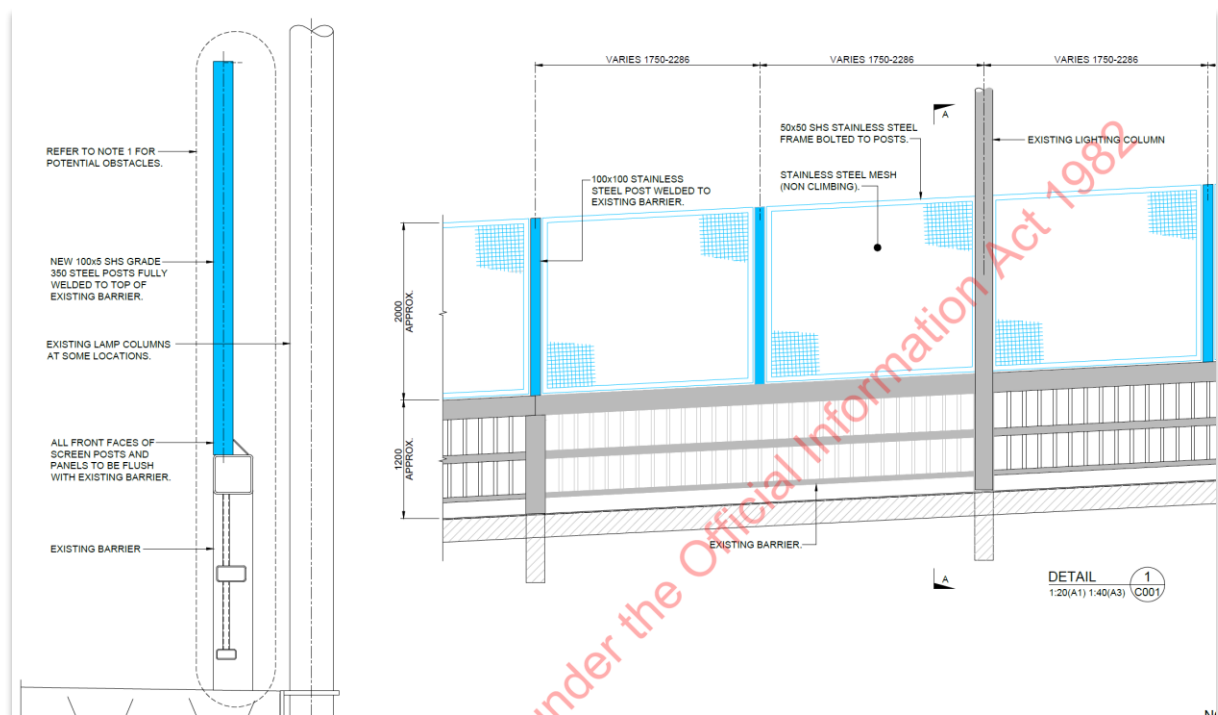 REFER TO NOTE 1 FOR
POTENTIAL OBSTACLES.
NEW 100x5 SHS GRADE
350 STEEL POSTS FULLY
WELDED TO TOP OF
EXISTING BARRIER.
EXISTING LAMP COLUMNS
AT SOME LOCATIONS.
ALL FRONT FACES OF
SCREEN POSTS AND
PANELS TO BE FLUSH
WITH EXISTING BARRIER.
EXISTING BARRIER
VARIES 1750-2286
VARIES 1750-2286
VARIES 1750-2286
A
50x50 SHS STAINLESS STEEL
FRAME BOLTED TO POSTS.
EXISTING LIGHTING COLUMN
STAINLESS STEEL MESH
(NON CLIMBING).
100x100 STAINLESS
STEEL POST WELDED TO
EXISTING BARRIER.
2000
APPROX.
1200
APPROX.
EXISTING BARRIER.
A
DETAIL 1
1:20(A1) 1:40(A3) C001
under the Official Information Act 1982